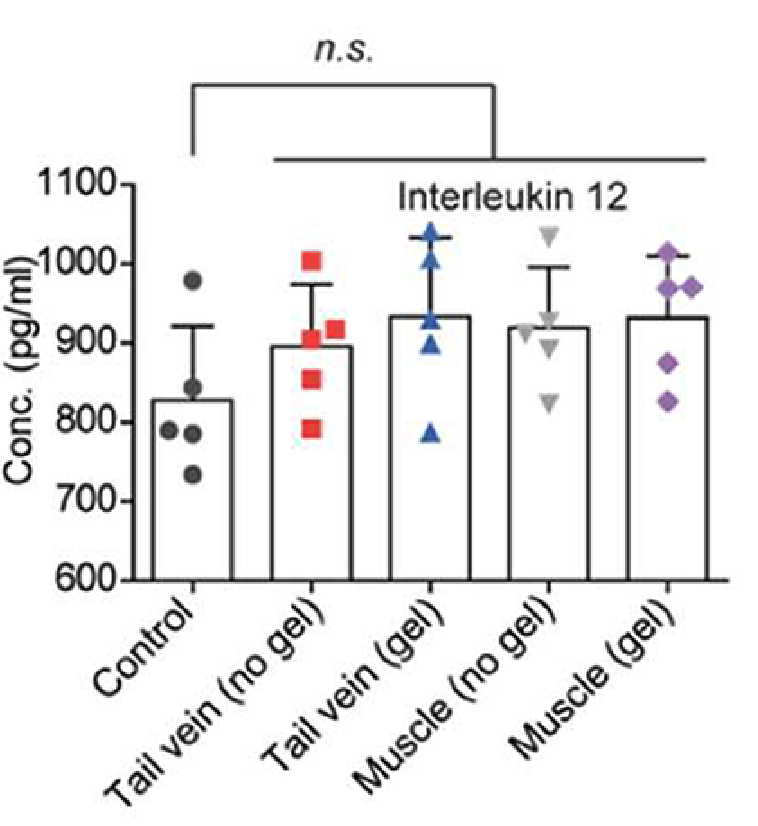 n.s.
Interleukin 12
Conc. (pg/ml)
1100
1000
900
800
700
600
Control
Tail vein (no gel)
Tail vein (gel)
Muscle (no gel)
Muscle (gel)